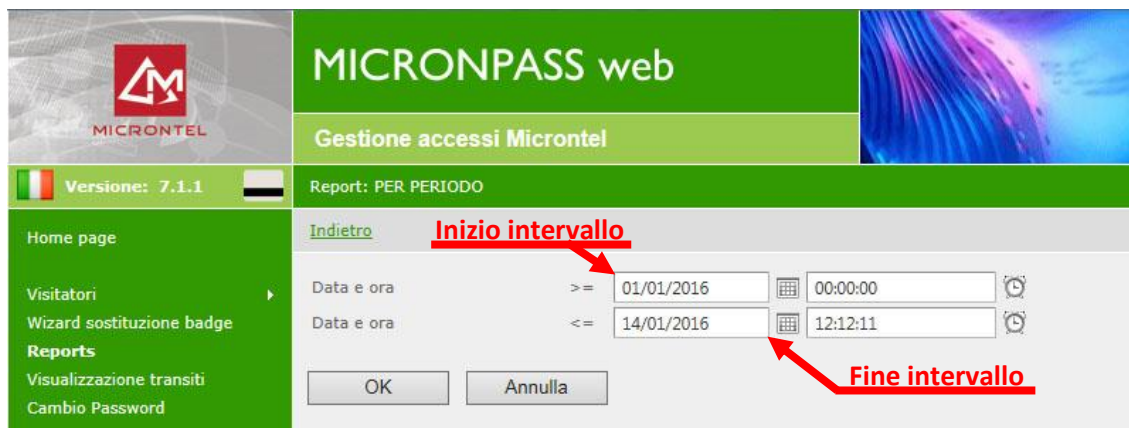 MICRONTEL
MICRONPASS web
Gestione accessi Microntel
Versione: 7.1.1
Report: PER PERIODO
Home page
Visitatori
Wizard sostituzione badge
Reports
Visualizzazione transiti
Cambio Password
Indietro
Inizio intervallo
Data e ora >= 01/01/2016 00:00:00
Data e ora <= 14/01/2016 12:12:11
Fine intervallo
OK Annulla